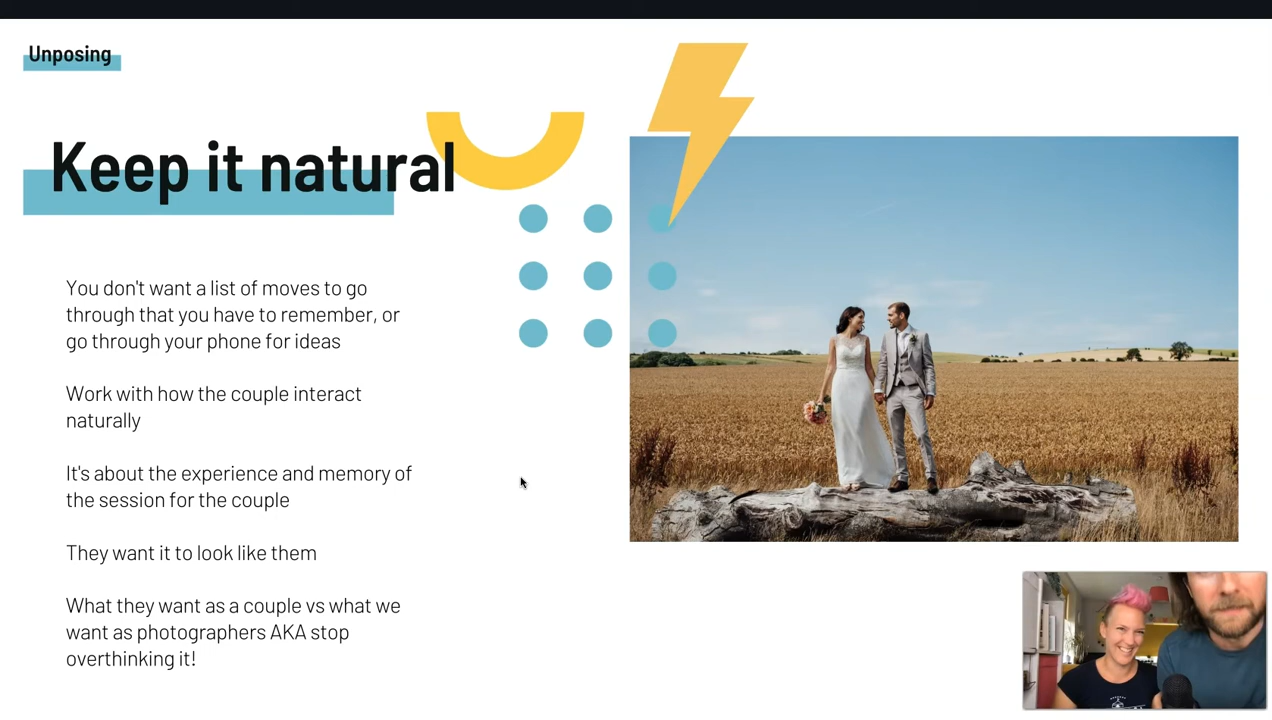 Unposing
Keep it natural
You don't want a list of moves to go
through that you have to remember, or
go through your phone for ideas
Work with how the couple interact
naturally
It's about the experience and memory of
the session for the couple
They want it to look like them
What they want as a couple vs what we
want as photographers AKA stop
overthinking it!